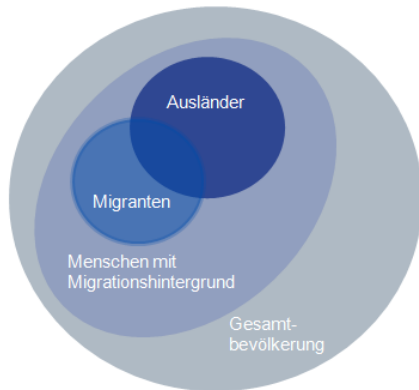 Ausländer
Migranten
Menschen mit
Migrationshintergrund
Gesamt-
bevölkerung